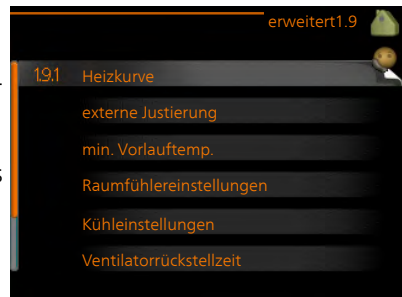 erweitert1.9
1.9.1 Heizkurve
externe Justierung
min. Vorlauftemp.
Raumfühlereinstellungen
Kühleinstellungen
Ventilatorrückstellzeit